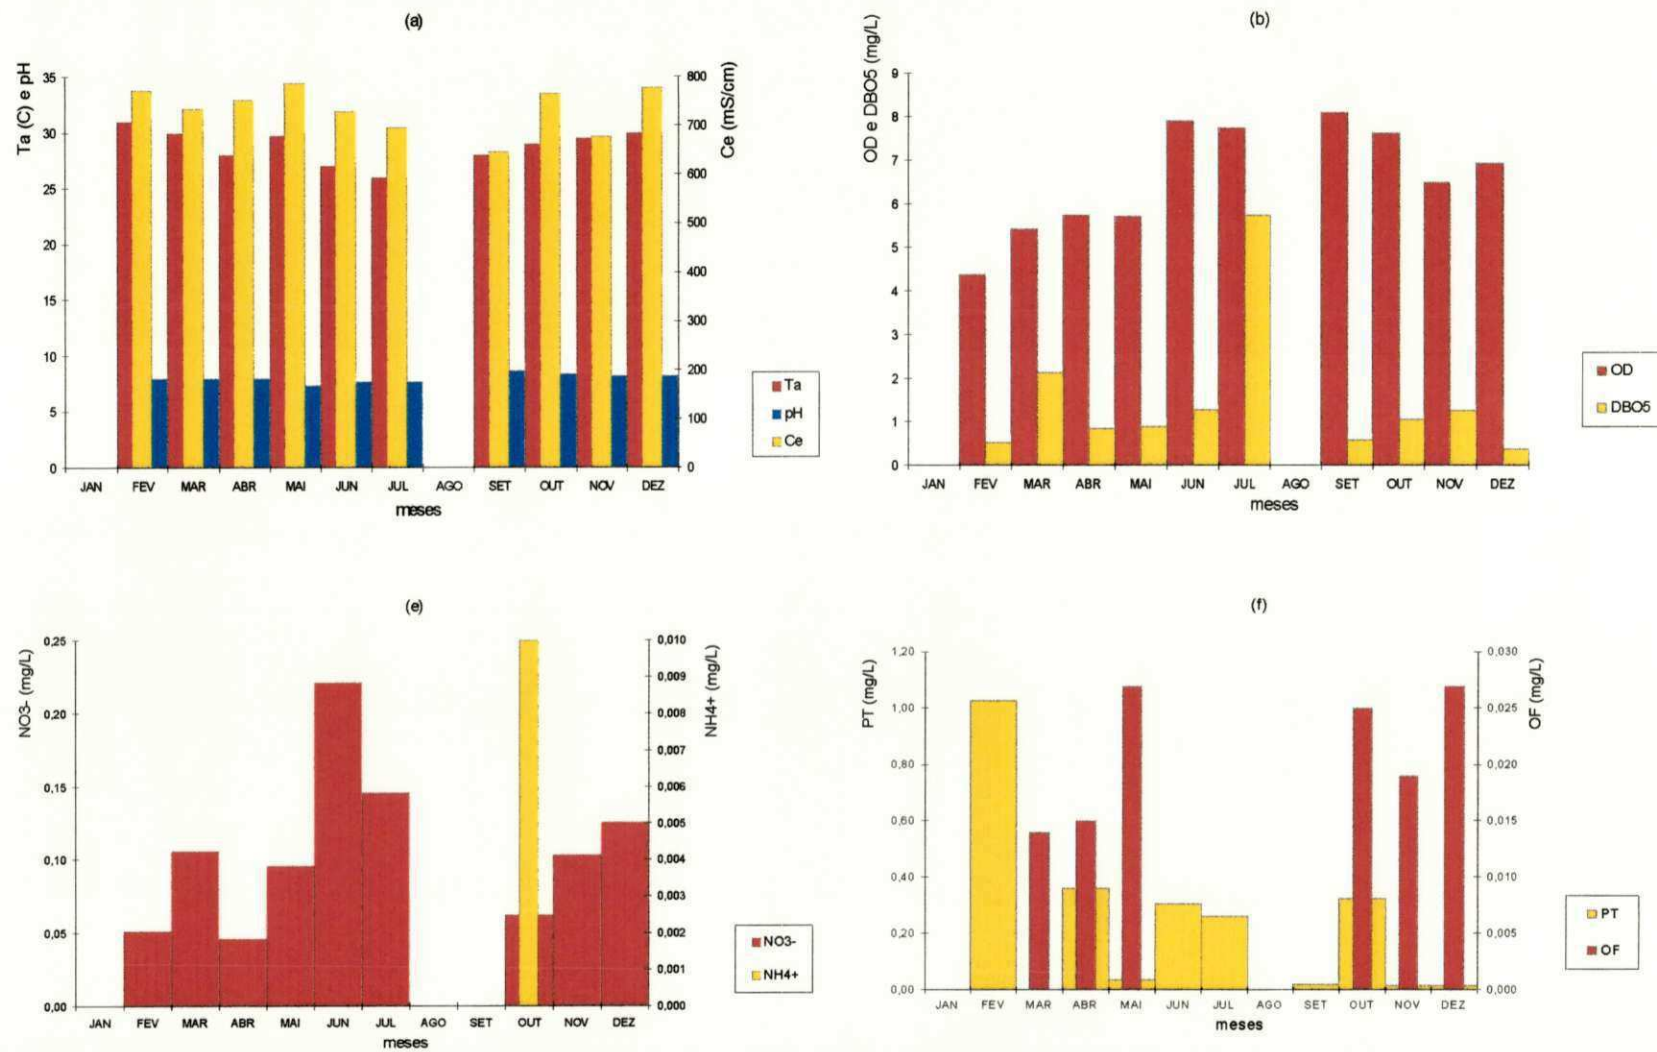 (a)
Ta (C) e pH
35
30
25
20
15
10
5
0
800
700
600
500
400
300
200
100
0
Ce (mS/cm)
JAN FEV MAR ABR MAI JUN JUL AGO SET OUT NOV DEZ
meses
Ta
pH
Ce
(b)
OD e DBO5 (mg/L)
9
8
7
6
5
4
3
2
1
0
JAN FEV MAR ABR MAI JUN JUL AGO SET OUT NOV DEZ
meses
OD
DBO5
(e)
NO3- (mg/L)
0,25
0,20
0,15
0,10
0,05
0,00
0,010
0,009
0,008
0,007
0,006
0,005
0,004
0,003
0,002
0,001
0,000
NH4+ (mg/L)
JAN FEV MAR ABR MAI JUN JUL AGO SET OUT NOV DEZ
meses
NO3-
NH4+
(f)
PT (mg/L)
1,20
1,00
0,80
0,60
0,40
0,20
0,00
0,030
0,025
0,020
0,015
0,010
0,005
0,000
OF (mg/L)
JAN FEV MAR ABR MAI JUN JUL AGO SET OUT NOV DEZ
meses
PT
OF